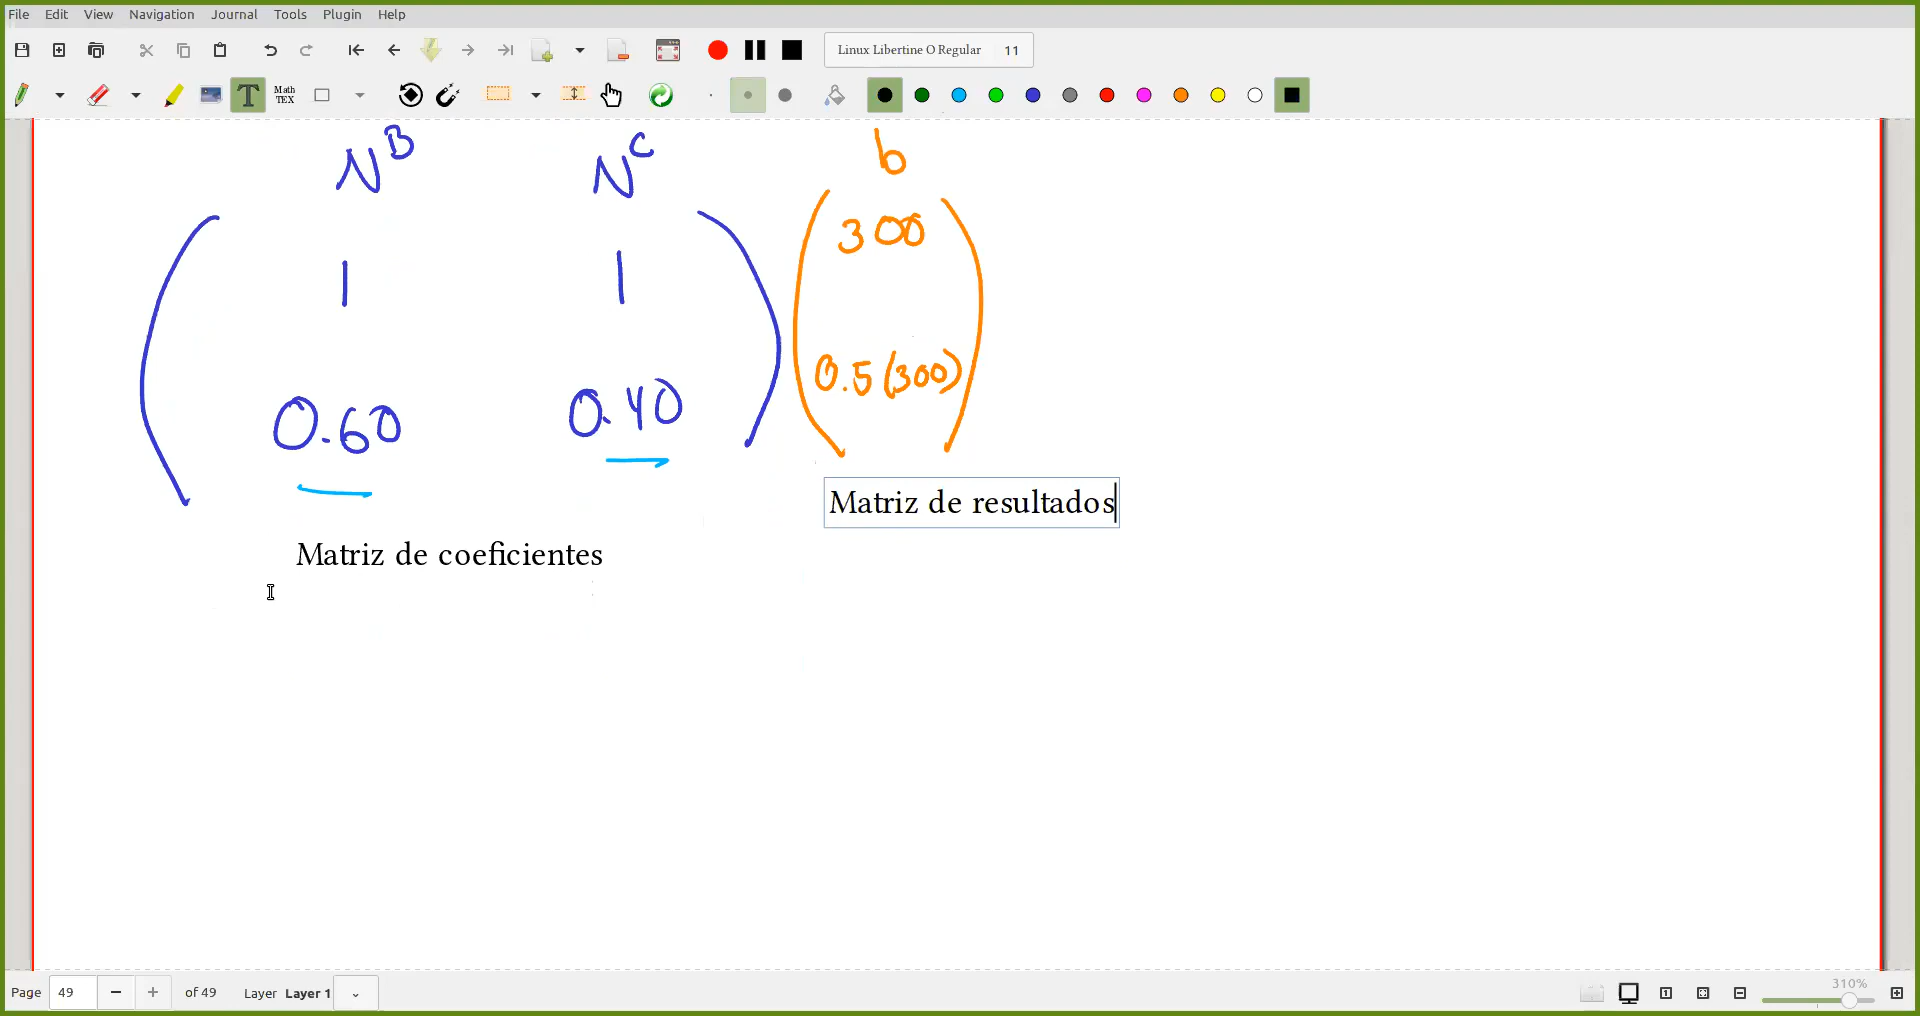 File Edit View Navigation Journal Tools Plugin Help
Linux Libertine O Regular 11
Math TEX
N^B N^C b
1 1 300
0.60 0.40 0.5(300)
Matriz de resultados
Matriz de coeficientes
Page 49 of 49 Layer Layer 1 310%